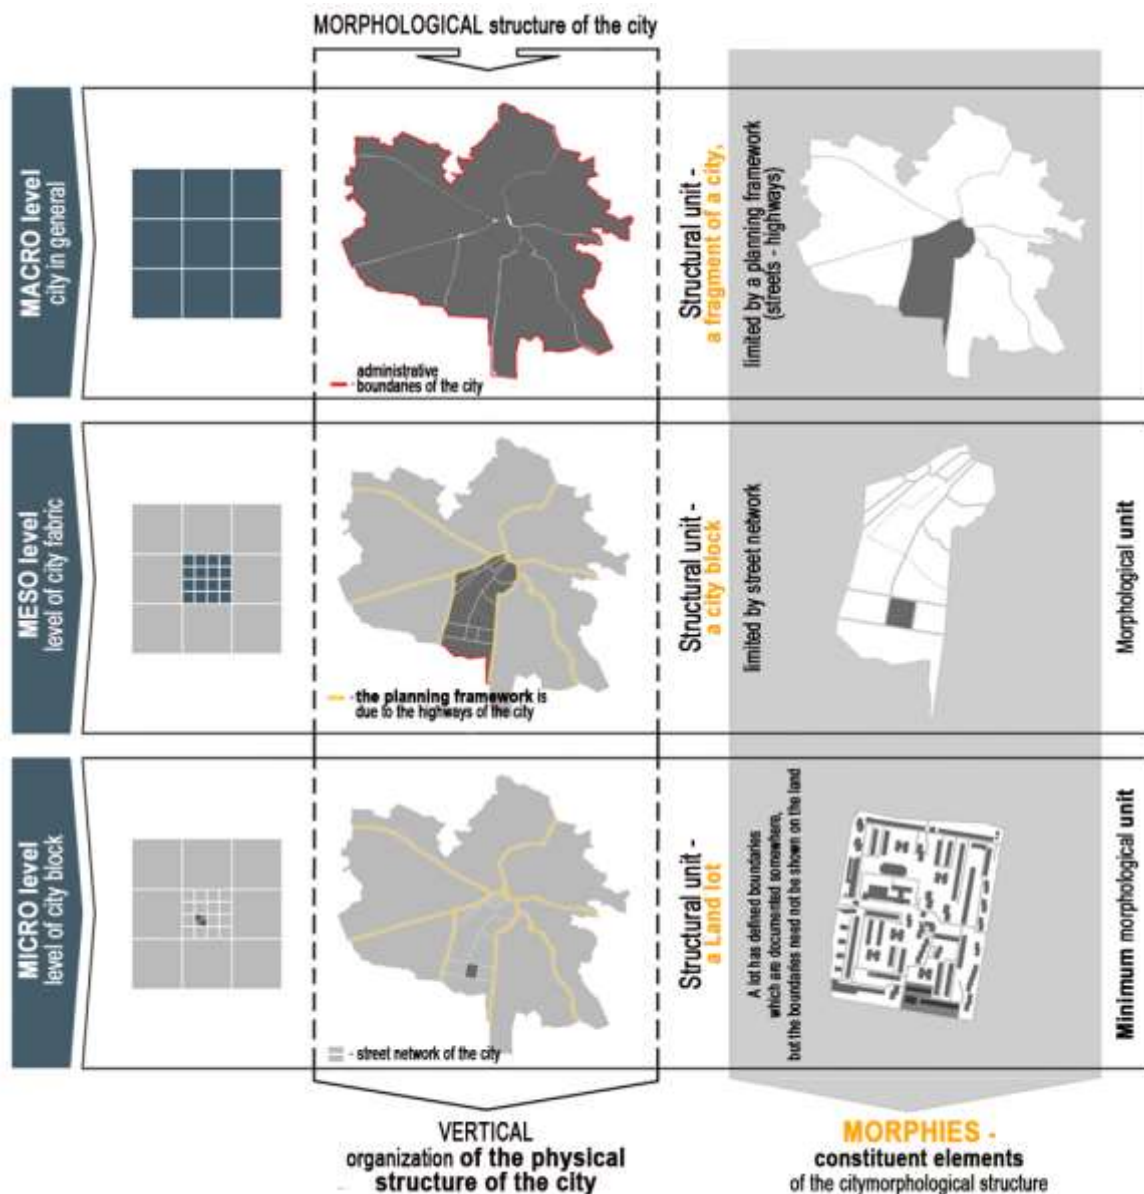 MORPHOLOGICAL structure of the city
MACRO level
city in general
administrative
boundaries of the city
Structural unit -
a fragment of a city,
limited by a planning framework
(streets - highways)
MESO level
level of city fabric
- the planning framework is
due to the highways of the city
Structural unit -
a city block
limited by street network
Morphological unit
MICRO level
level of city block
- street network of the city
Structural unit -
a Land lot
A lot has defined boundaries
which are documented somewhere,
but the boundaries need not be shown on the land
Minimum morphological unit
VERTICAL
organization of the physical
structure of the city
MORPHIES -
constituent elements
of the citymorphological structure